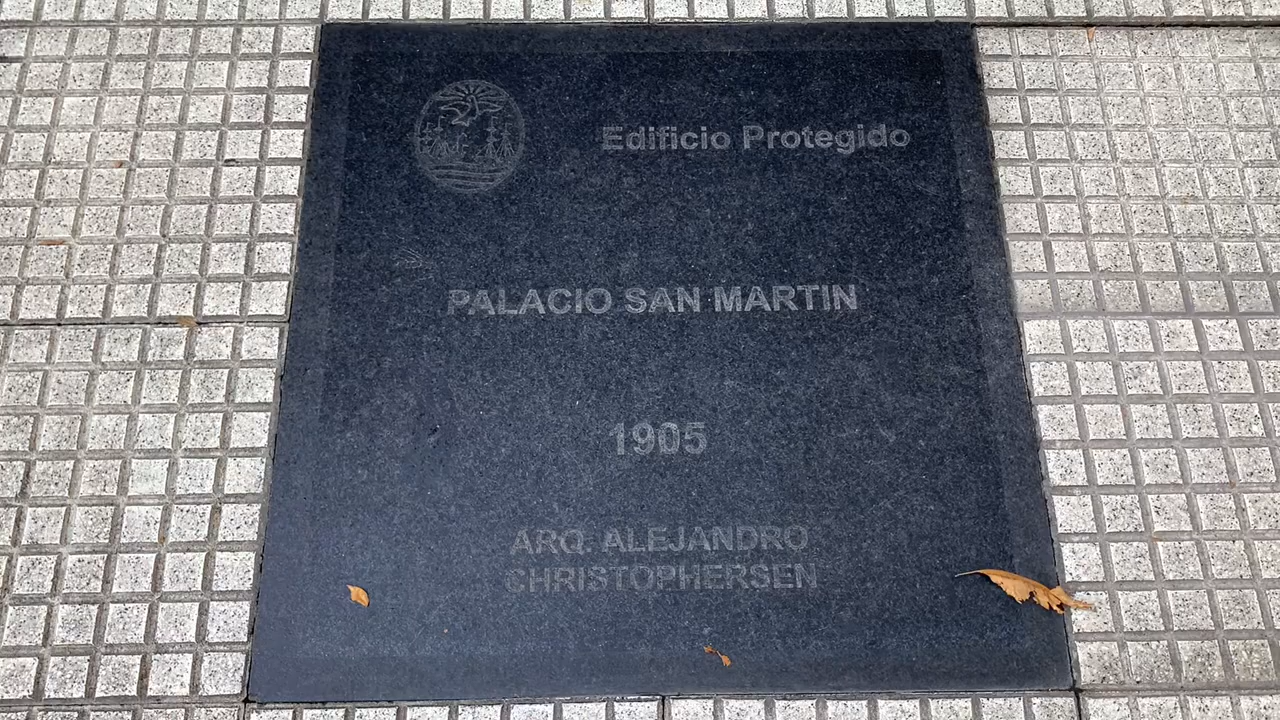 Edificio Protegido
PALACIO SAN MARTIN
1905
ARQ. ALEJANDRO
CHRISTOPHERSEN